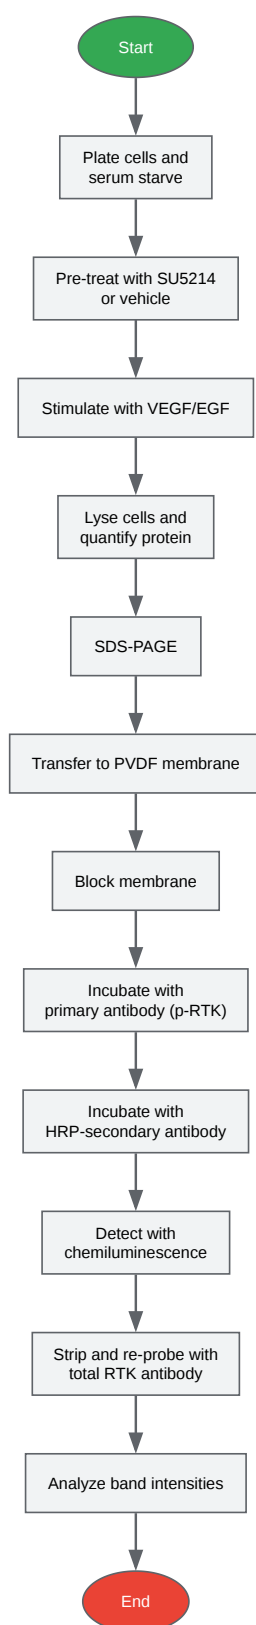 Start
Plate cells and
serum starve
Pre-treat with SU5214
or vehicle
Stimulate with VEGF/EGF
Lyse cells and
quantify protein
SDS-PAGE
Transfer to PVDF membrane
Block membrane
Incubate with
primary antibody (p-RTK)
Incubate with
HRP-secondary antibody
Detect with
chemiluminescence
Strip and re-probe with
total RTK antibody
Analyze band intensities
End